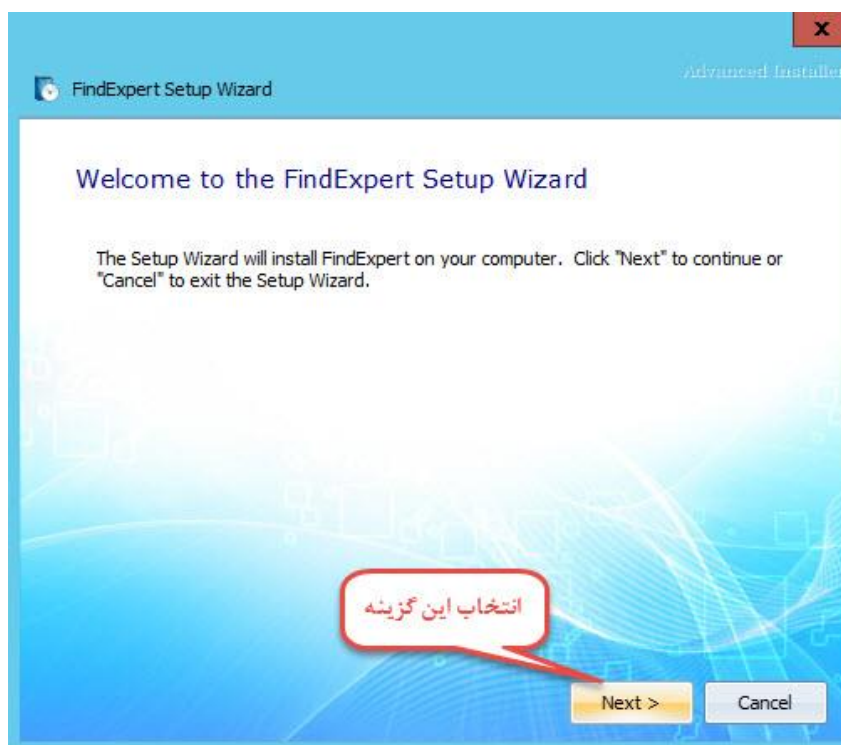 x
Advanced Installer
FindExpert Setup Wizard
Welcome to the FindExpert Setup Wizard
The Setup Wizard will install FindExpert on your computer. Click "Next" to continue or
"Cancel" to exit the Setup Wizard.
انتخاب این گزینه
Next >
Cancel